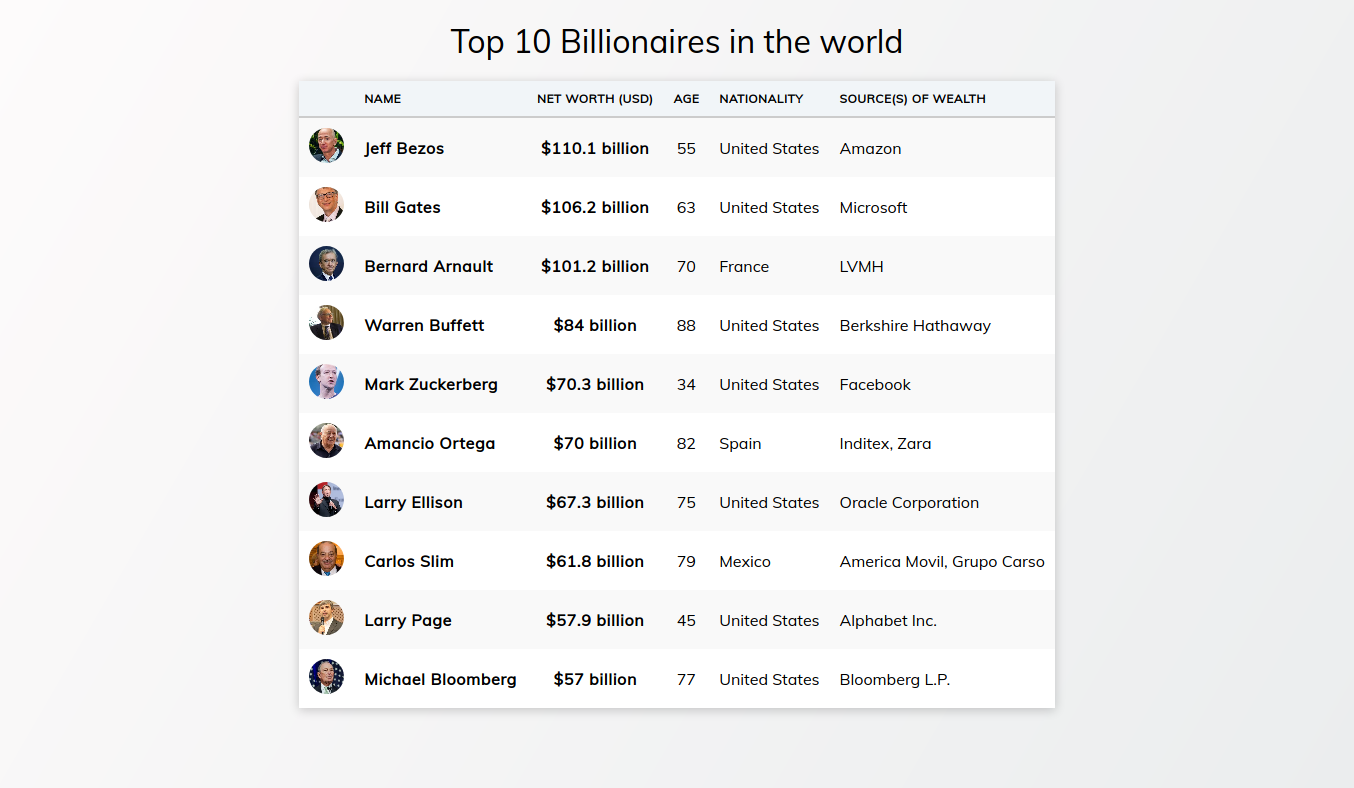 Top 10 Billionaires in the world
NAME NET WORTH (USD) AGE NATIONALITY SOURCE(S) OF WEALTH
Jeff Bezos $110.1 billion 55 United States Amazon
Bill Gates $106.2 billion 63 United States Microsoft
Bernard Arnault $101.2 billion 70 France LVMH
Warren Buffett $84 billion 88 United States Berkshire Hathaway
Mark Zuckerberg $70.3 billion 34 United States Facebook
Amancio Ortega $70 billion 82 Spain Inditex, Zara
Larry Ellison $67.3 billion 75 United States Oracle Corporation
Carlos Slim $61.8 billion 79 Mexico America Movil, Grupo Carso
Larry Page $57.9 billion 45 United States Alphabet Inc.
Michael Bloomberg $57 billion 77 United States Bloomberg L.P.